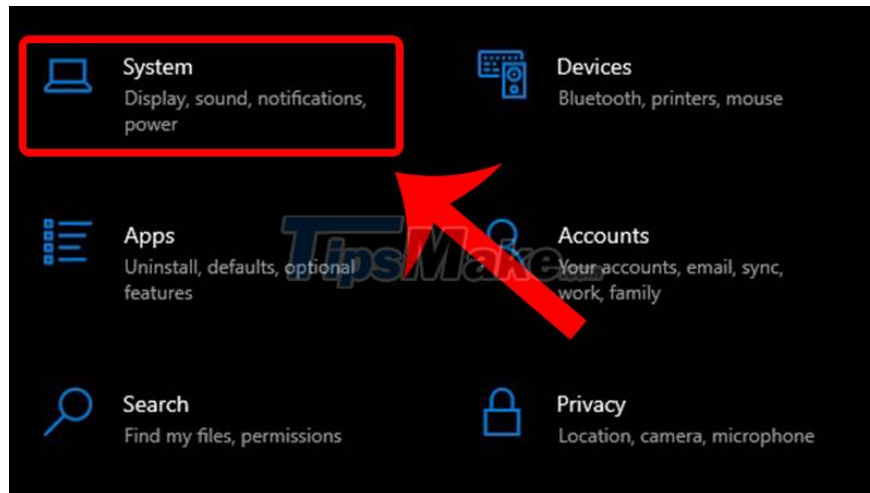 System
Display, sound, notifications,
power
Devices
Bluetooth, printers, mouse
Apps
Uninstall, defaults, optional
features
TipsMake.com
Accounts
Your accounts, email, sync,
work, family
Search
Find my files, permissions
Privacy
Location, camera, microphone